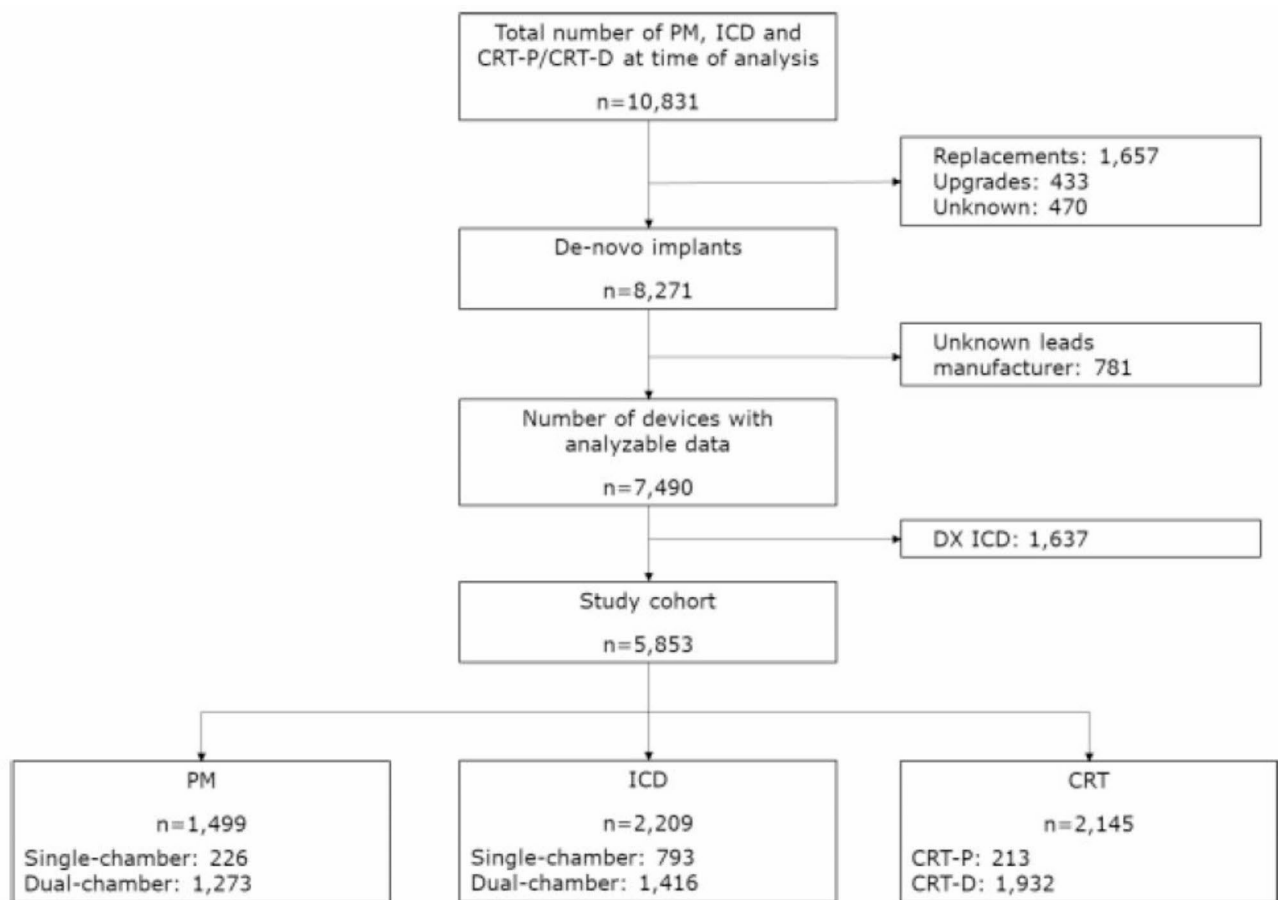 Total number of PM, ICD and
CRT-P/CRT-D at time of analysis
n=10,831
Replacements: 1,657
Upgrades: 433
Unknown: 470
De-novo implants
n=8,271
Unknown leads
manufacturer: 781
Number of devices with
analyzable data
n=7,490
DX ICD: 1,637
Study cohort
n=5,853
PM
n=1,499
Single-chamber: 226
Dual-chamber: 1,273
ICD
n=2,209
Single-chamber: 793
Dual-chamber: 1,416
CRT
n=2,145
CRT-P: 213
CRT-D: 1,932